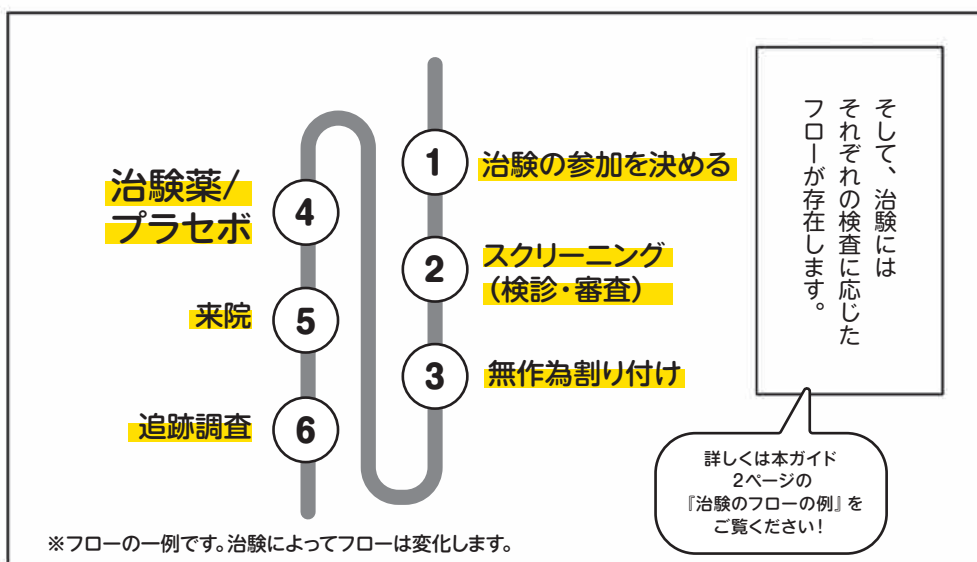 そして、治験には
それぞれの検査に応じた
フローが存在します。
詳しくは本ガイド
2ページの
『治験のフローの例』を
ご覧ください！
1
治験の参加を決める
2
スクリーニング
（検診・審査）
3
無作為割り付け
4
治験薬/
プラセボ
5
来院
6
追跡調査
※フローの一例です。治験によってフローは変化します。